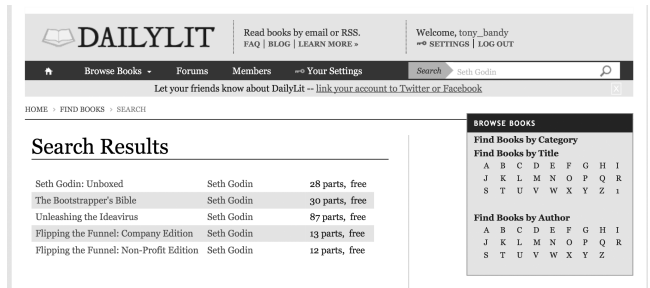 DAILYLIT
Read books by email or RSS.
FAQ | BLOG | LEARN MORE »
Welcome, tony_bandy
SETTINGS | LOG OUT
Browse Books
Forums
Members
Your Settings
Search
Seth Godin
Let your friends know about DailyLit -- link your account to Twitter or Facebook
X
HOME > FIND BOOKS > SEARCH
Search Results
Seth Godin: Unboxed Seth Godin 28 parts, free
The Bootstrapper's Bible Seth Godin 30 parts, free
Unleashing the Ideavirus Seth Godin 87 parts, free
Flipping the Funnel: Company Edition Seth Godin 13 parts, free
Flipping the Funnel: Non-Profit Edition Seth Godin 12 parts, free
BROWSE BOOKS
Find Books by Category
Find Books by Title
A B C D E F G H I
J K L M N O P Q R
S T U V W X Y Z 1
Find Books by Author
A B C D E F G H I
J K L M N O P Q R
S T U V W X Y Z